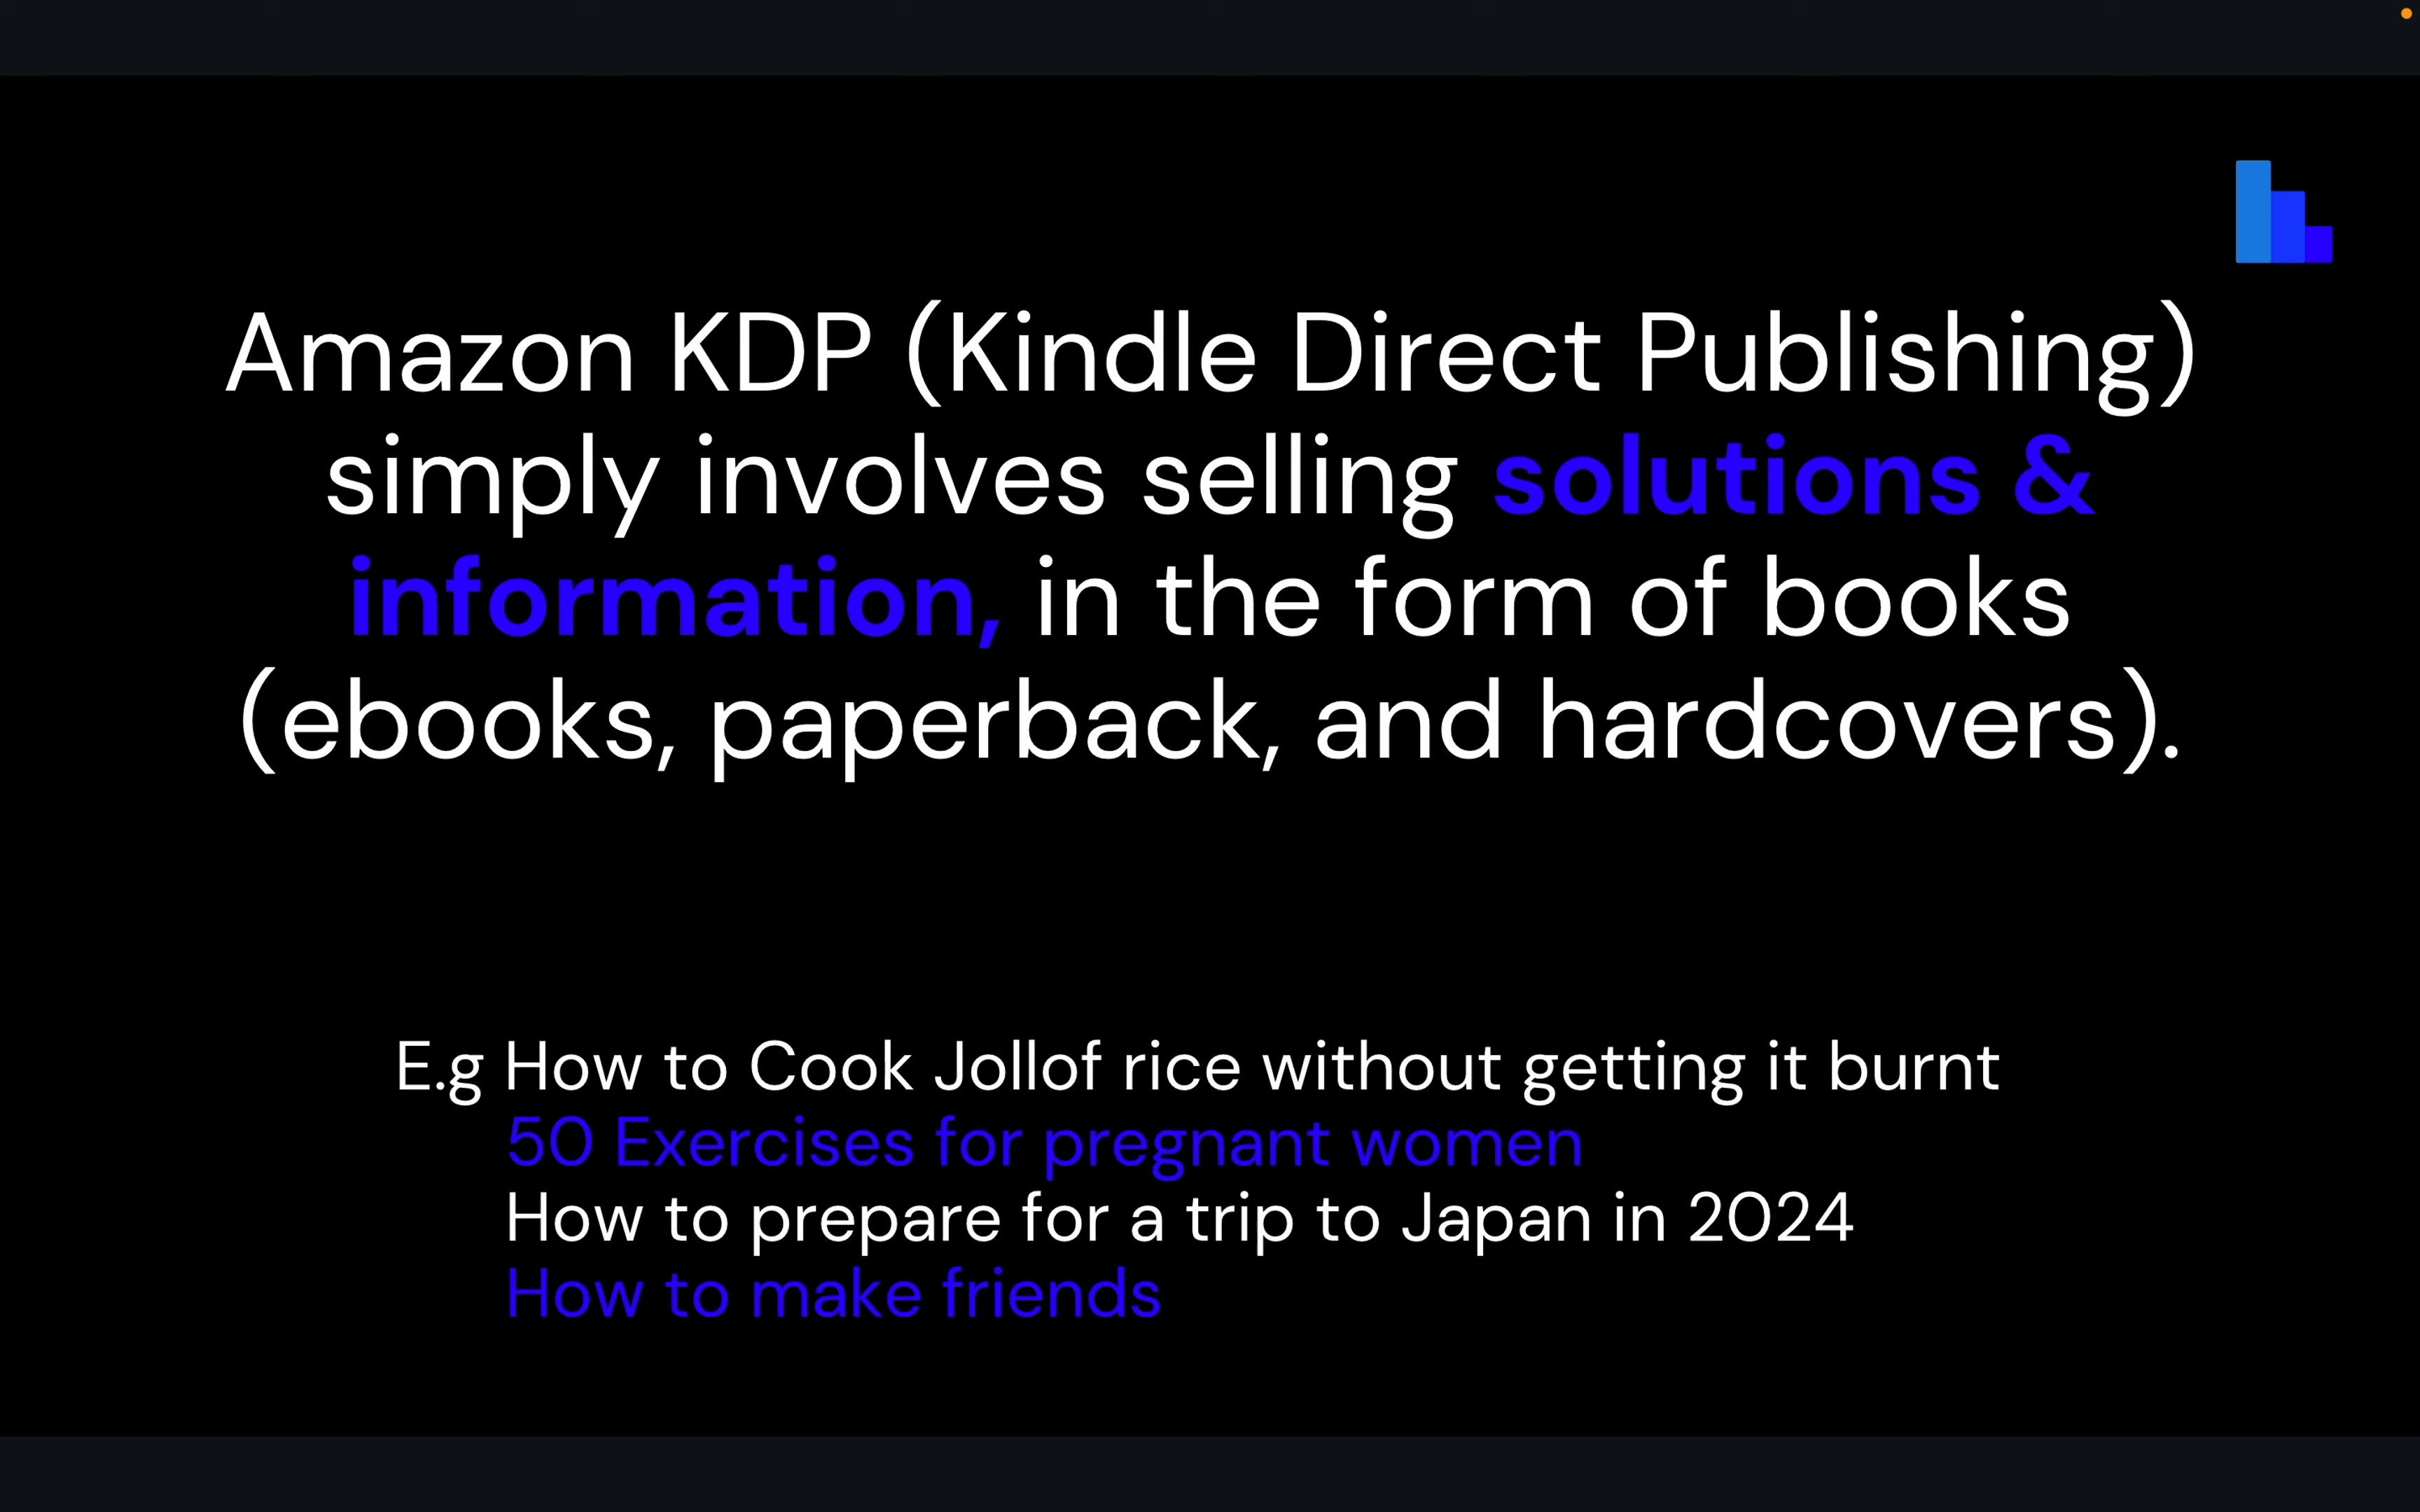 Amazon KDP (Kindle Direct Publishing)
simply involves selling solutions &
information, in the form of books
(ebooks, paperback, and hardcovers).
E.g How to Cook Jollof rice without getting it burnt
50 Exercises for pregnant women
How to prepare for a trip to Japan in 2024
How to make friends